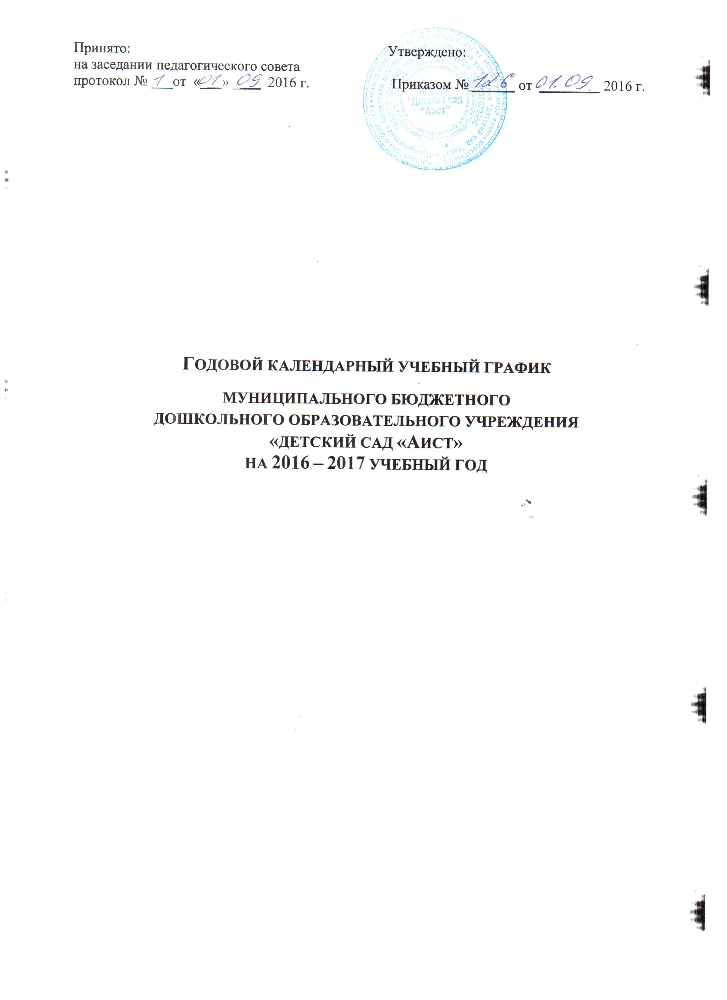 Принято:
на заседании педагогического совета
протокол № 1 от «01» 09 2016 г.
Утверждено:
Приказом № 126 от 01.09. 2016 г.
"Детский сад
"Аист"
ГОДОВОЙ КАЛЕНДАРНЫЙ УЧЕБНЫЙ ГРАФИК
МУНИЦИПАЛЬНОГО БЮДЖЕТНОГО
ДОШКОЛЬНОГО ОБРАЗОВАТЕЛЬНОГО УЧРЕЖДЕНИЯ
«ДЕТСКИЙ САД «АИСТ»
НА 2016 – 2017 УЧЕБНЫЙ ГОД